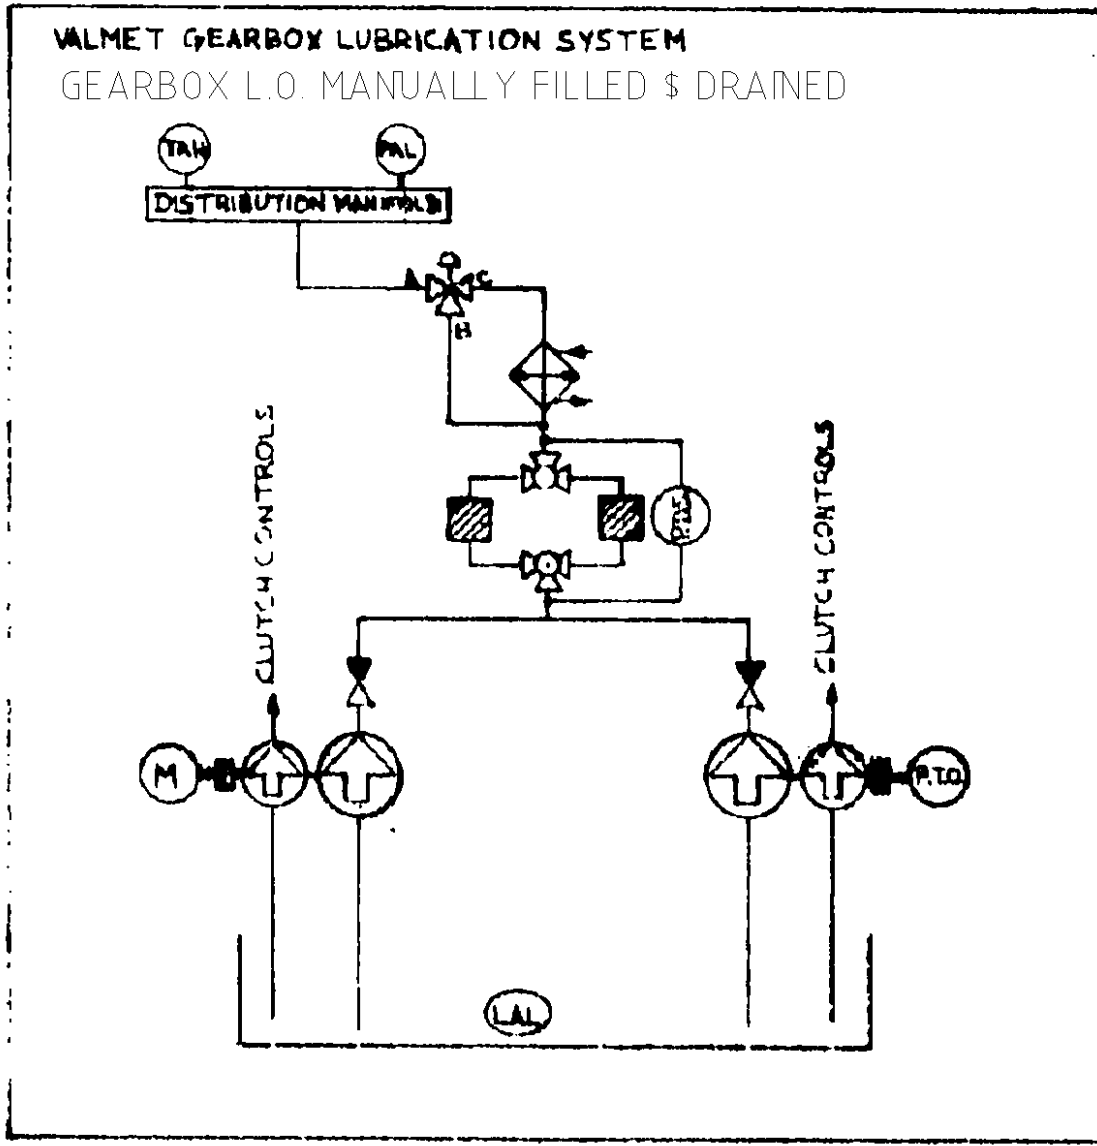 VALMET GEARBOX LUBRICATION SYSTEM
GEARBOX L.O. MANUALLY FILLED $ DRAINED
TAH
PAL
DISTRIBUTION MANIFOLD
A
C
H
CLUTCH CONTROLS
CLUTCH CONTROLS
M
P.T.O.
LAL